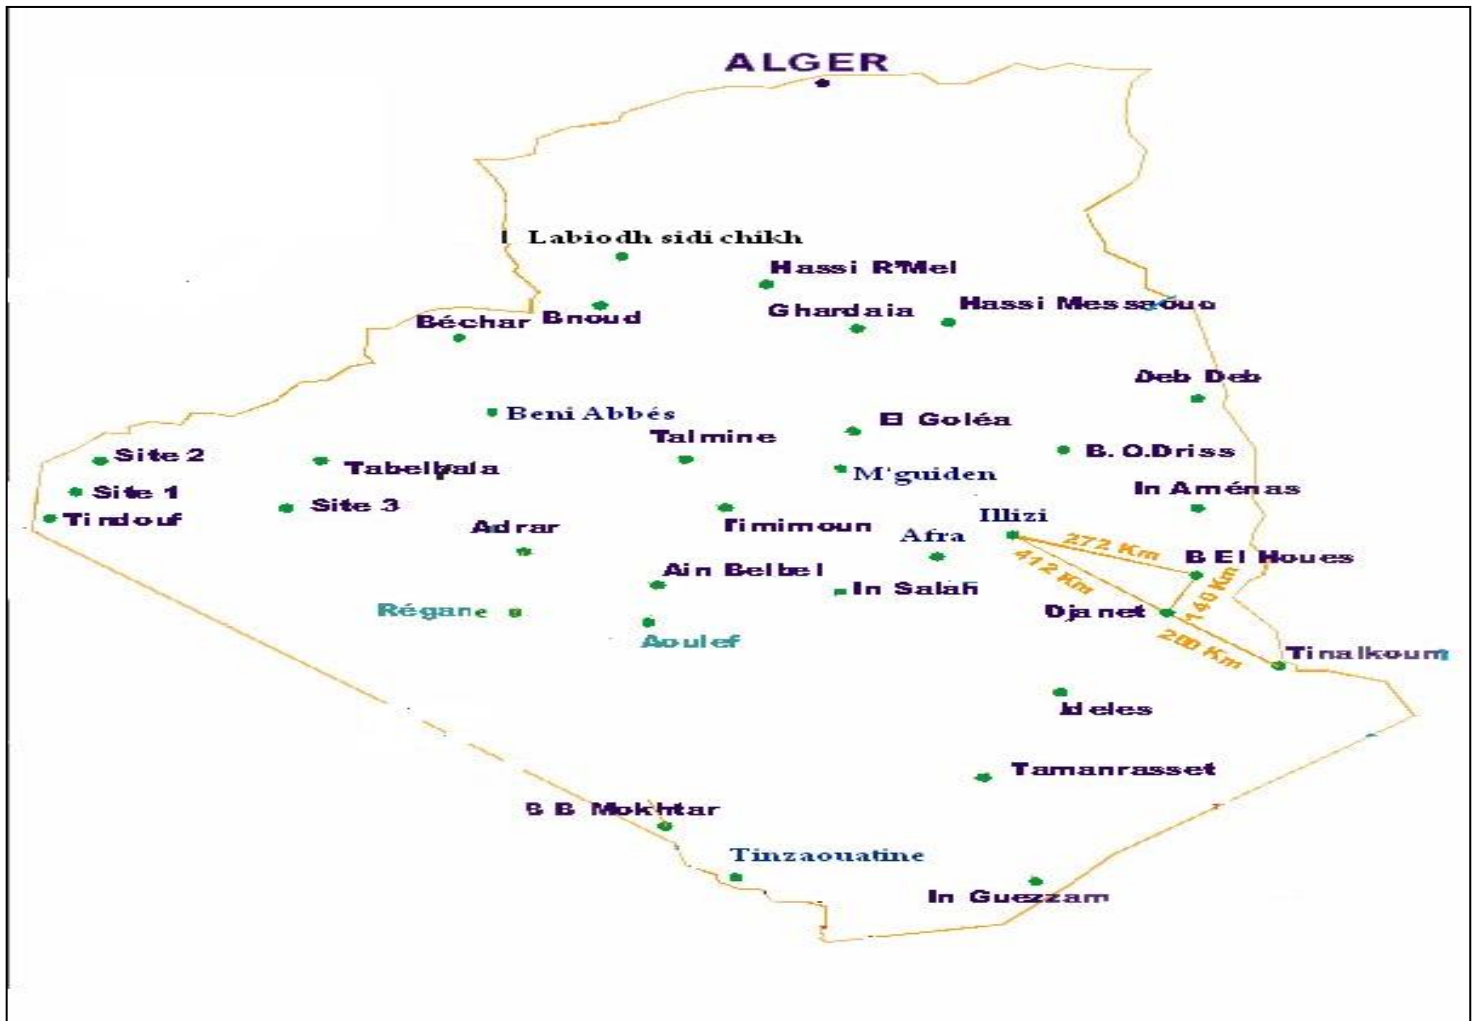 ALGER
Labiodh sidi chikh
Hassi R'Mel
Hassi Messaoud
Ghardaia
Béchar
Bnoud
Deb Deb
Beni Abbés
El Goléa
Talmine
B. O.Driss
Site 2
Tabelbala
M'guiden
Site 1
In Aménas
Site 3
Illizi
Tindouf
Adrar
Timimoun
Afra
272 Km
B El Houes
412 Km
Ain Belbel
In Salah
140 Km
Régane
Djanet
Aoulef
200 Km
Tinalkoum
Ideles
Tamanrasset
B B Mokhtar
Tinzaouatine
In Guezzam